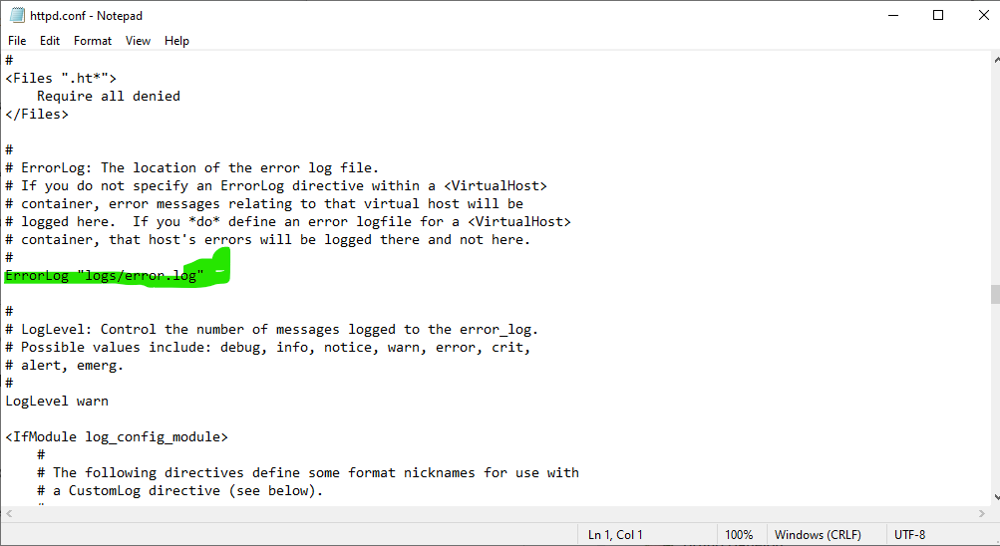 httpd.conf - Notepad
File Edit Format View Help
#
<Files ".ht*">
    Require all denied
</Files>
#
# ErrorLog: The location of the error log file.
# If you do not specify an ErrorLog directive within a <VirtualHost>
# container, error messages relating to that virtual host will be
# logged here.  If you *do* define an error logfile for a <VirtualHost>
# container, that host's errors will be logged there and not here.
#
ErrorLog "logs/error.log"
#
# LogLevel: Control the number of messages logged to the error_log.
# Possible values include: debug, info, notice, warn, error, crit,
# alert, emerg.
#
LogLevel warn
<IfModule log_config_module>
    #
    # The following directives define some format nicknames for use with
    # a CustomLog directive (see below).
Ln 1, Col 1 100% Windows (CRLF) UTF-8